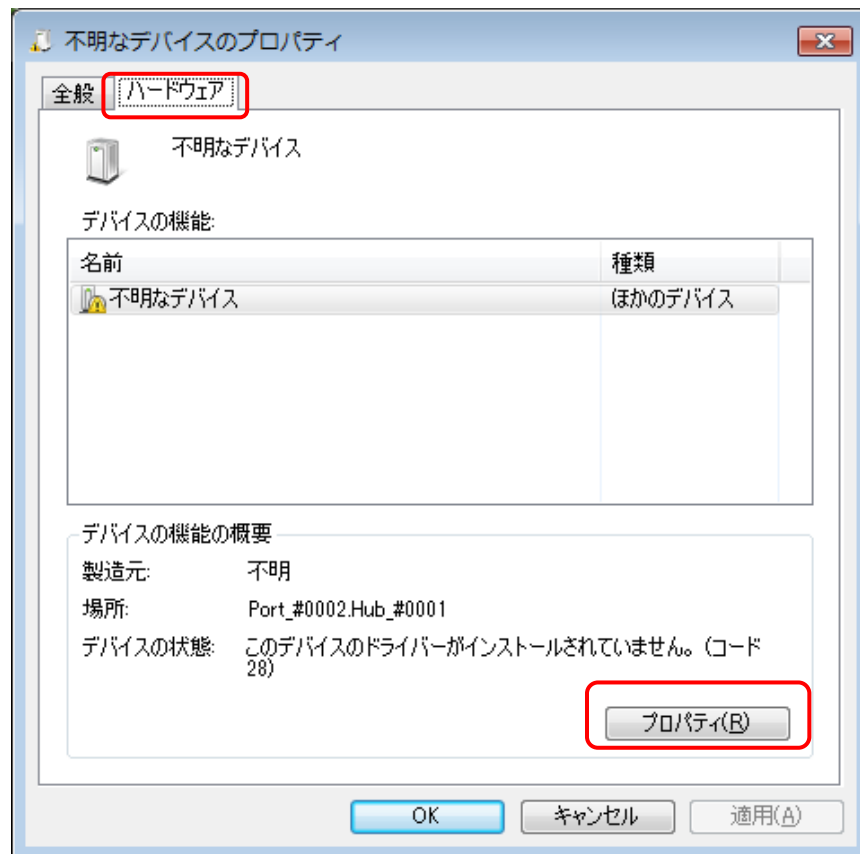 不明なデバイスのプロパティ
全般 ハードウェア
不明なデバイス
デバイスの機能:
名前 種類
不明なデバイス ほかのデバイス
デバイスの機能の概要
製造元: 不明
場所: Port_#0002.Hub_#0001
デバイスの状態: このデバイスのドライバーがインストールされていません。(コード
28)
プロパティ(R)
OK キャンセル 適用(A)